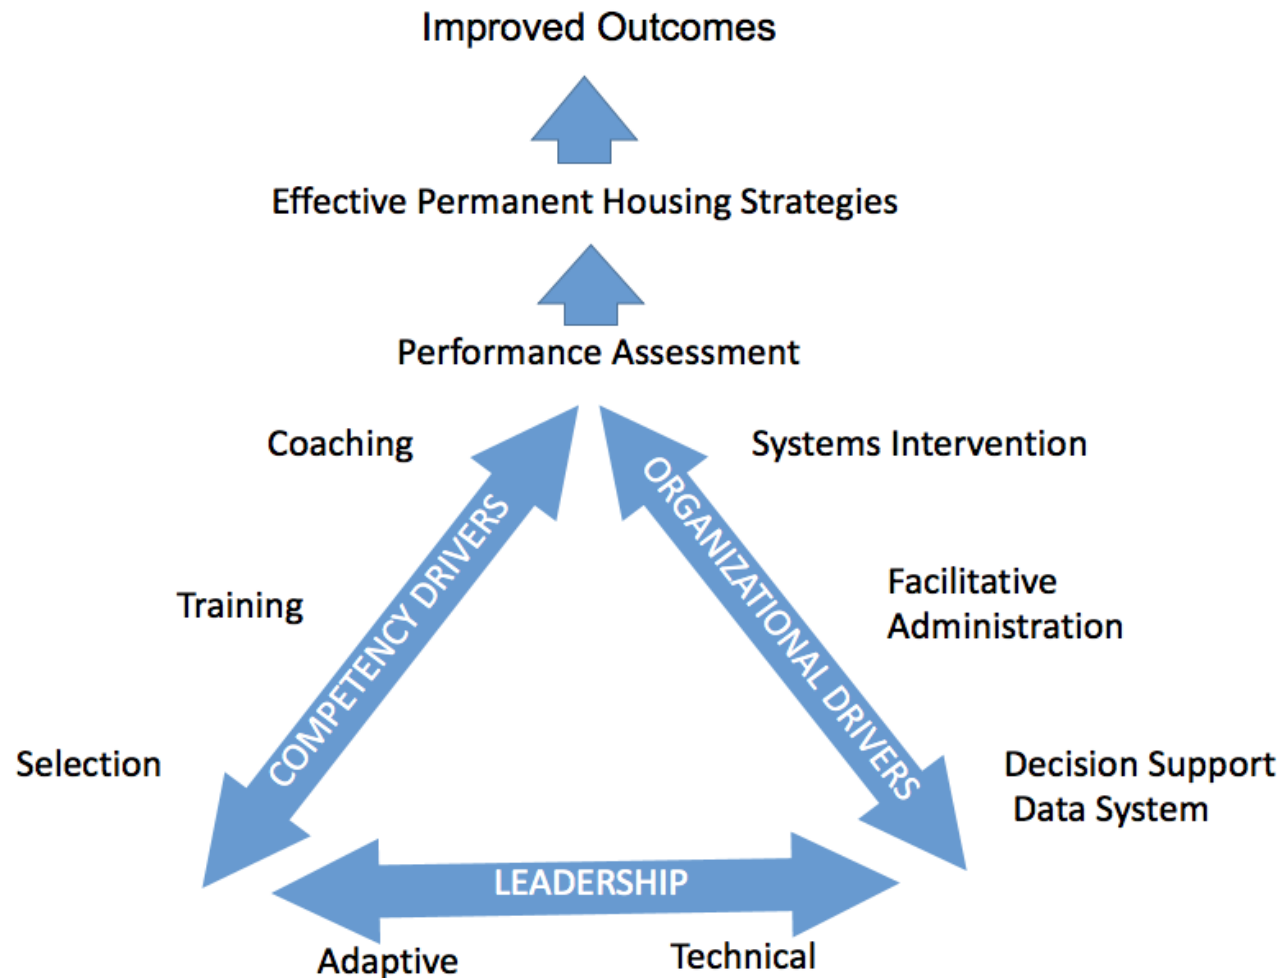 Improved Outcomes
Effective Permanent Housing Strategies
Performance Assessment
Coaching
Systems Intervention
COMPETENCY DRIVERS
ORGANIZATIONAL DRIVERS
Training
Facilitative
Administration
Selection
Decision Support
Data System
LEADERSHIP
Adaptive
Technical